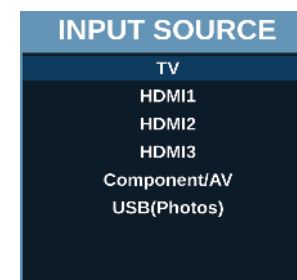 INPUT SOURCE
TV
HDMI1
HDMI2
HDMI3
Component/AV
USB(Photos)